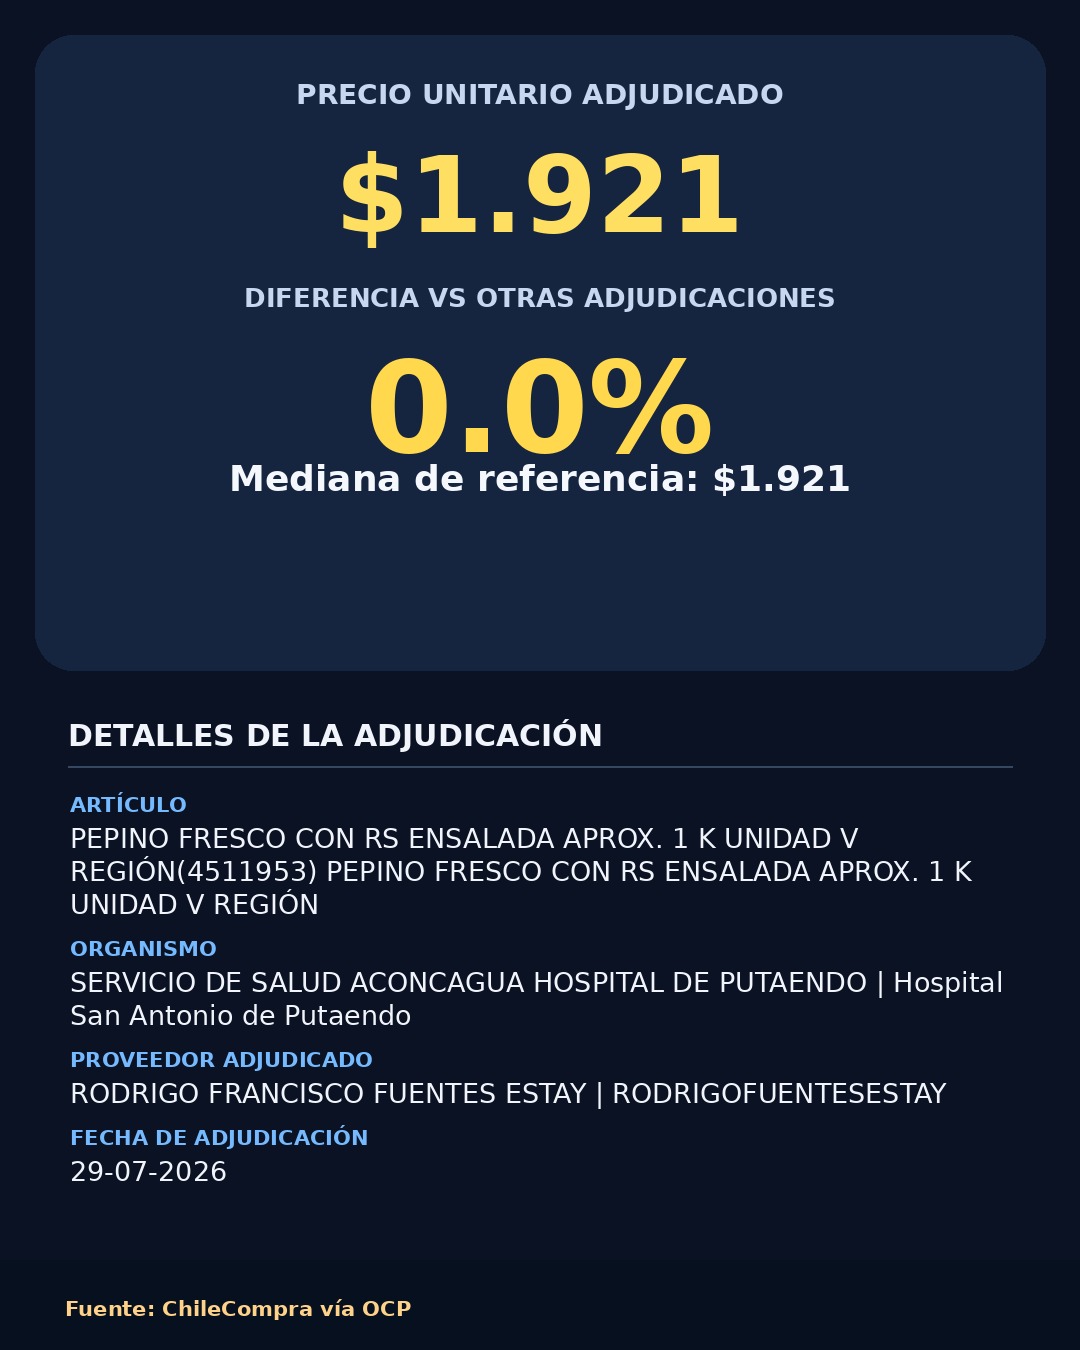 PRECIO UNITARIO ADJUDICADO
$1.921
DIFERENCIA VS OTRAS ADJUDICACIONES
0.0%
Mediana de referencia: $1.921
DETALLES DE LA ADJUDICACIÓN
ARTÍCULO
PEPINO FRESCO CON RS ENSALADA APROX. 1 K UNIDAD V
REGIÓN(4511953) PEPINO FRESCO CON RS ENSALADA APROX. 1 K
UNIDAD V REGIÓN
ORGANISMO
SERVICIO DE SALUD ACONCAGUA HOSPITAL DE PUTAENDO | Hospital
San Antonio de Putaendo
PROVEEDOR ADJUDICADO
RODRIGO FRANCISCO FUENTES ESTAY | RODRIGOFUENTESESTAY
FECHA DE ADJUDICACIÓN
29-07-2026
Fuente: ChileCompra vía OCP